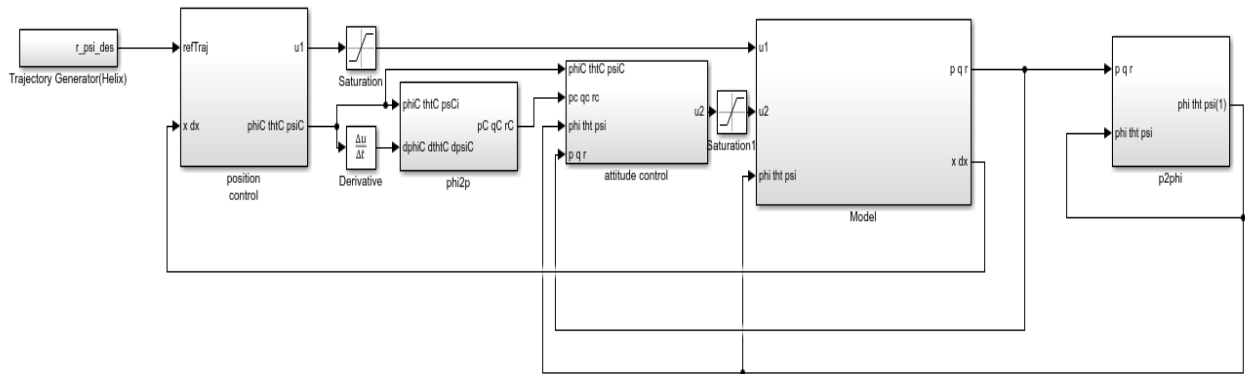 r_psi_des
Trajectory Generator(Helix)
refTraj
x dx
u1
phiC thtC psiC
position
control
Saturation
Δu
Δt
Derivative
phiC thtC psCi
dphiC dthtC dpsiC
pC qC rC
phi2p
phiC thtC psiC
pc qc rc
phi tht psi
p q r
u2
attitude control
Saturation1
u1
u2
phi tht psi
p q r
x dx
Model
p q r
phi tht psi
phi tht psi(1)
p2phi